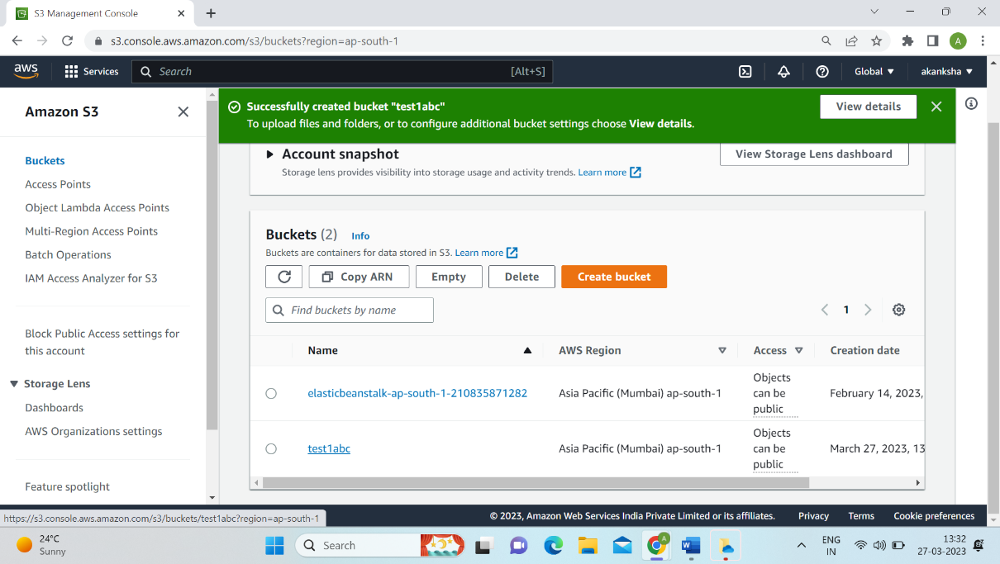 S3 Management Console
s3.console.aws.amazon.com/s3/buckets?region=ap-south-1
A
aws
Services
Search
[Alt+S]
Global
akanksha
Amazon S3
Buckets
Access Points
Object Lambda Access Points
Multi-Region Access Points
Batch Operations
IAM Access Analyzer for S3
Block Public Access settings for
this account
Storage Lens
Dashboards
AWS Organizations settings
Feature spotlight
Successfully created bucket "test1abc"
To upload files and folders, or to configure additional bucket settings choose View details.
View details
Account snapshot
Storage lens provides visibility into storage usage and activity trends. Learn more
View Storage Lens dashboard
Buckets (2) Info
Buckets are containers for data stored in S3. Learn more
Copy ARN
Empty
Delete
Create bucket
Find buckets by name
1
Name
AWS Region
Access
Creation date
elasticbeanstalk-ap-south-1-210835871282
Asia Pacific (Mumbai) ap-south-1
Objects
can be
public
February 14, 2023,
test1abc
Asia Pacific (Mumbai) ap-south-1
Objects
can be
public
March 27, 2023, 13
https://s3.console.aws.amazon.com/s3/buckets/test1abc?region=ap-south-1
© 2023, Amazon Web Services India Private Limited or its affiliates.
Privacy
Terms
Cookie preferences
24°C
Sunny
Search
A
W
ENG
IN
13:32
27-03-2023